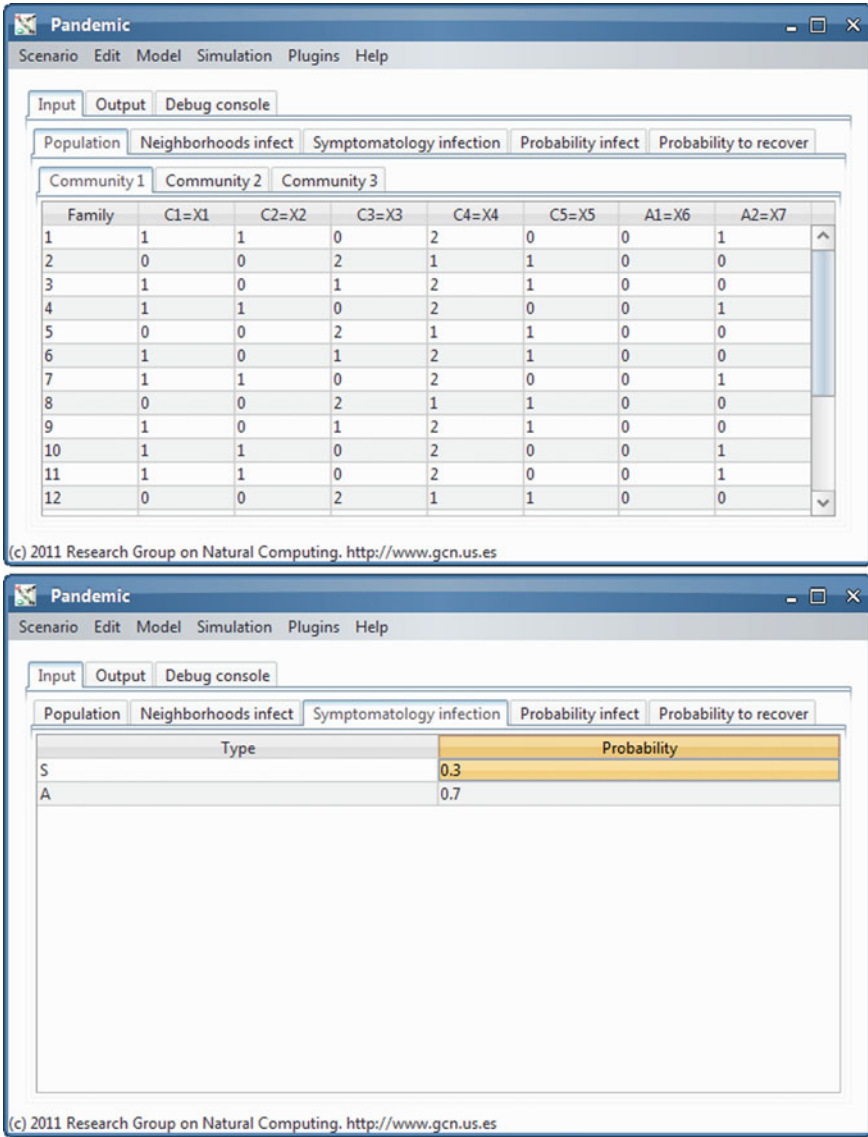 Pandemic
Scenario Edit Model Simulation Plugins Help
Input Output Debug console
Population Neighborhoods infect Symptomatology infection Probability infect Probability to recover
Community 1 Community 2 Community 3
Family C1=X1 C2=X2 C3=X3 C4=X4 C5=X5 A1=X6 A2=X7
1 1 1 0 2 0 0 1
2 0 0 2 1 1 0 0
3 1 0 1 2 1 0 0
4 1 1 0 2 0 0 1
5 0 0 2 1 1 0 0
6 1 0 1 2 1 0 0
7 1 1 0 2 0 0 1
8 0 0 2 1 1 0 0
9 1 0 1 2 1 0 0
10 1 1 0 2 0 0 1
11 1 1 0 2 0 0 1
12 0 0 2 1 1 0 0
(c) 2011 Research Group on Natural Computing. http://www.gcn.us.es
Pandemic
Scenario Edit Model Simulation Plugins Help
Input Output Debug console
Population Neighborhoods infect Symptomatology infection Probability infect Probability to recover
Type Probability
S 0.3
A 0.7
(c) 2011 Research Group on Natural Computing. http://www.gcn.us.es